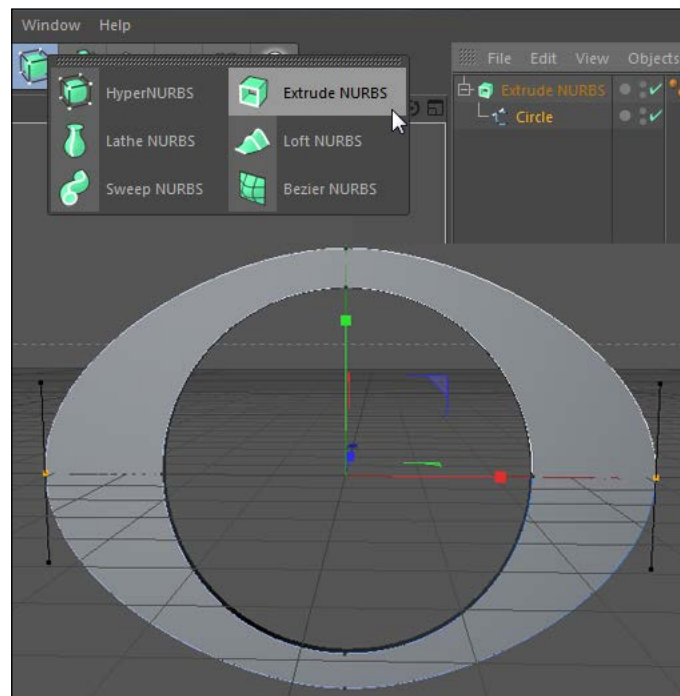 Window Help
File Edit View Objects
HyperNURBS Extrude NURBS
Lathe NURBS Loft NURBS
Sweep NURBS Bezier NURBS
Extrude NURBS
Circle